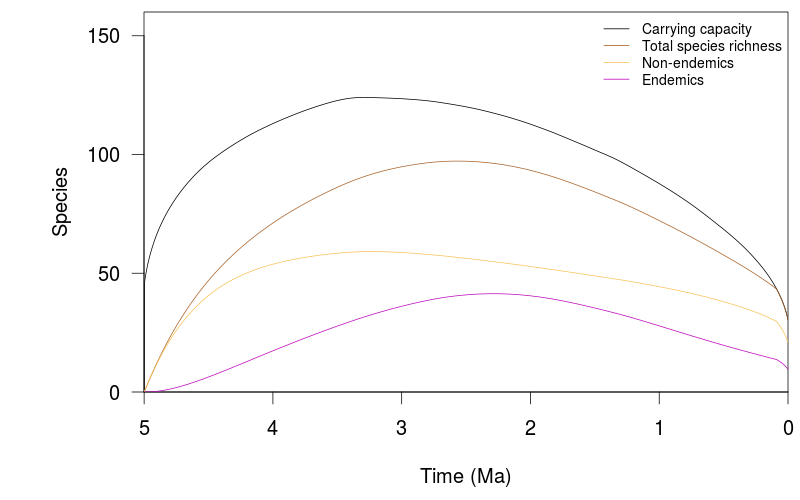 Carrying capacity
Total species richness
Non-endemics
Endemics
150
100
50
0
Species
5 4 3 2 1 0
Time (Ma)